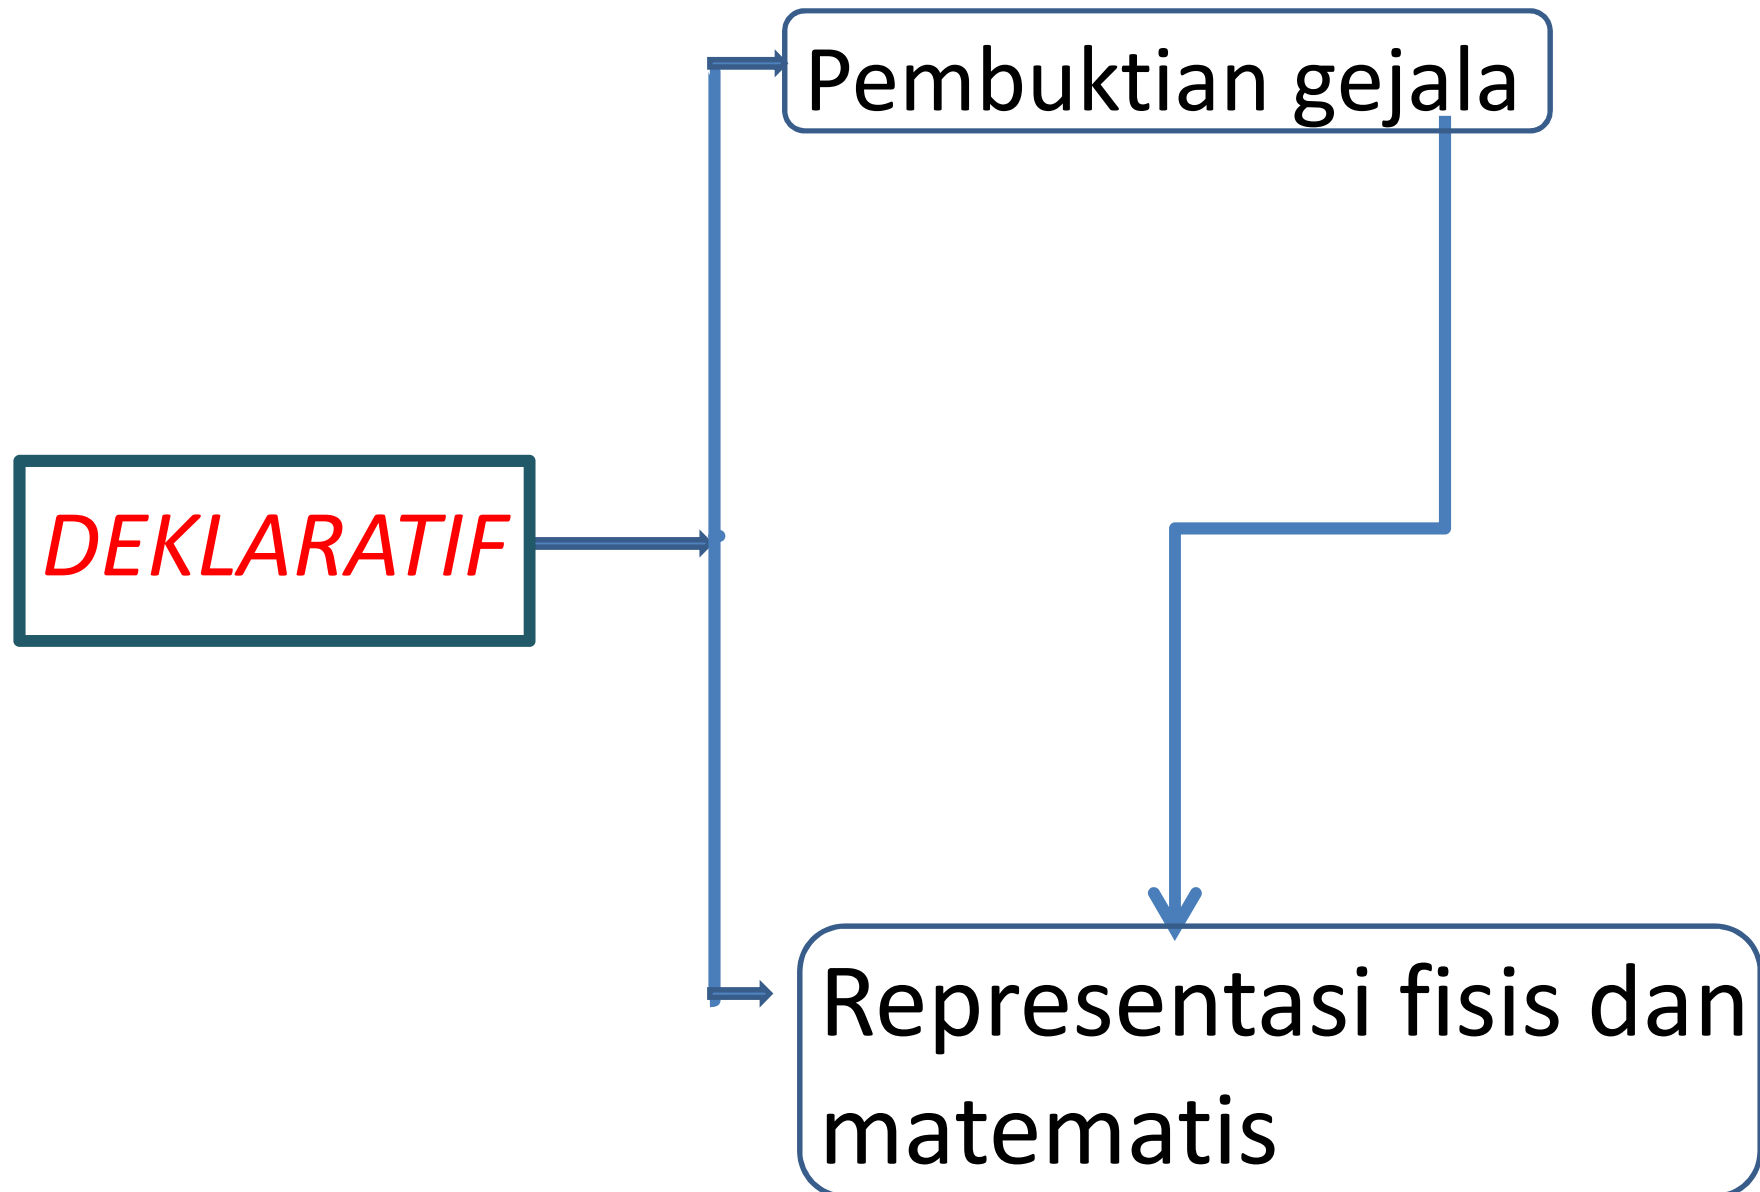 Pembuktian gejala
DEKLARATIF
Representasi fisis dan
matematis